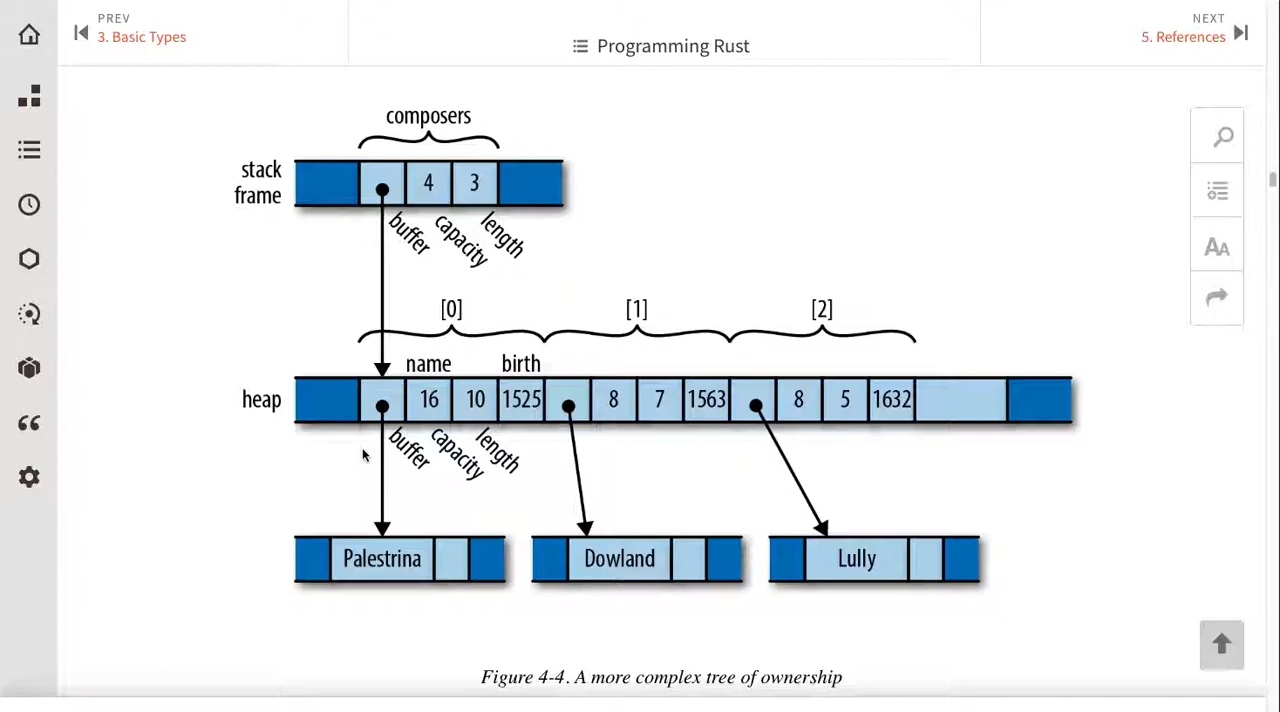 PREV
3. Basic Types
Programming Rust
NEXT
5. References
composers
stack
frame
4 3
buffer capacity length
[0] [1] [2]
name birth
heap
16 10 1525 8 7 1563 8 5 1632
buffer capacity length
Palestrina Dowland Lully
Figure 4-4. A more complex tree of ownership
AA